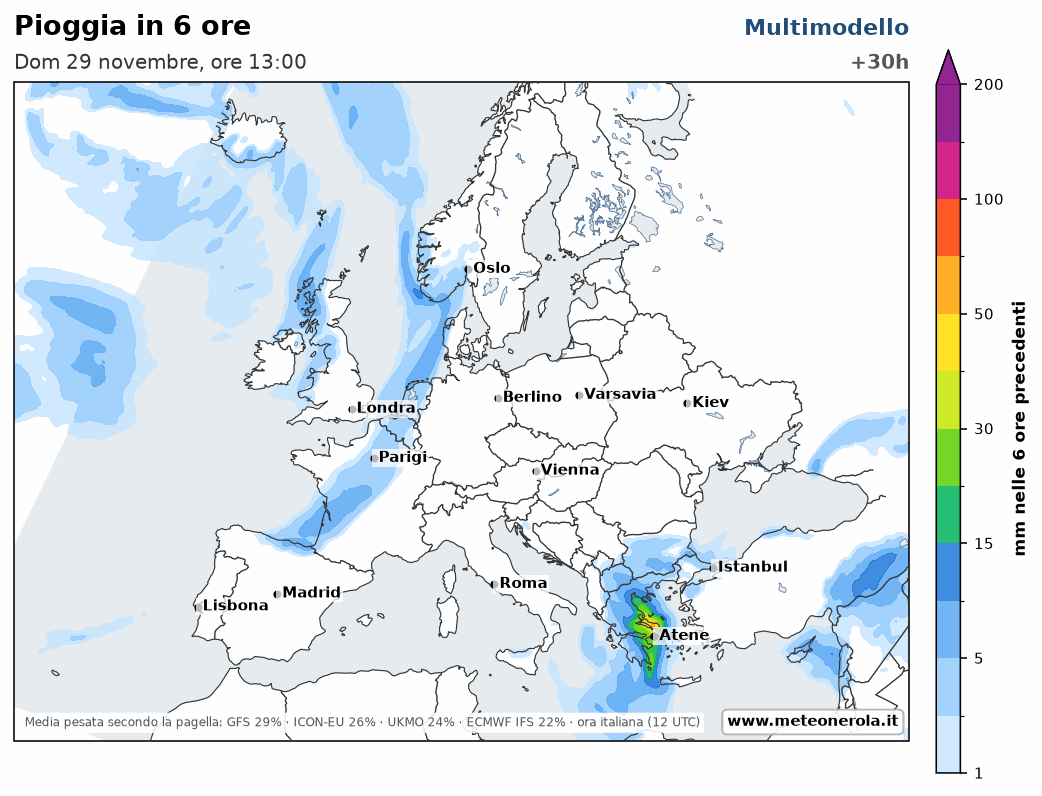 Pioggia in 6 ore
Multimodello
Dom 29 novembre, ore 13:00
+30h
200
100
50
30
15
5
1
mm nelle 6 ore precedenti
Oslo
Berlino
Varsavia
Kiev
Londra
Parigi
Vienna
Istanbul
Roma
Madrid
Lisbona
Atene
Media pesata secondo la pagella: GFS 29% · ICON-EU 26% · UKMO 24% · ECMWF IFS 22% · ora italiana (12 UTC)
www.meteonerola.it